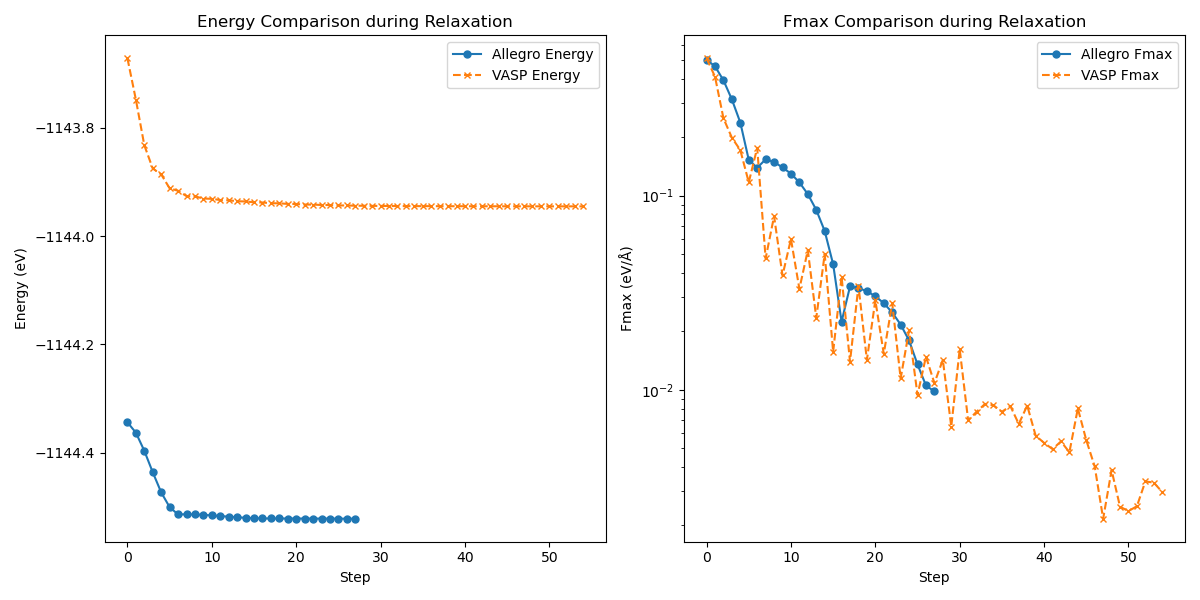 Energy Comparison during Relaxation
Allegro Energy
VASP Energy
Energy (eV)
−1143.8
−1144.0
−1144.2
−1144.4
0 10 20 30 40 50
Step
Fmax Comparison during Relaxation
Allegro Fmax
VASP Fmax
Fmax (eV/Å)
10⁻¹
10⁻²
0 10 20 30 40 50
Step